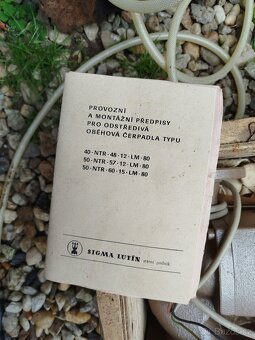 PROVOZNÍ
A MONTÁŽNÍ PŘEDPISY
PRO ODSTŘEDIVÁ
OBĚHOVÁ ČERPADLA TYPU
40-NTR-48-12-LM-80
50-NTR-57-12-LM-80
50-NTR-60-15-LM-80
SIGMA LUTÍN